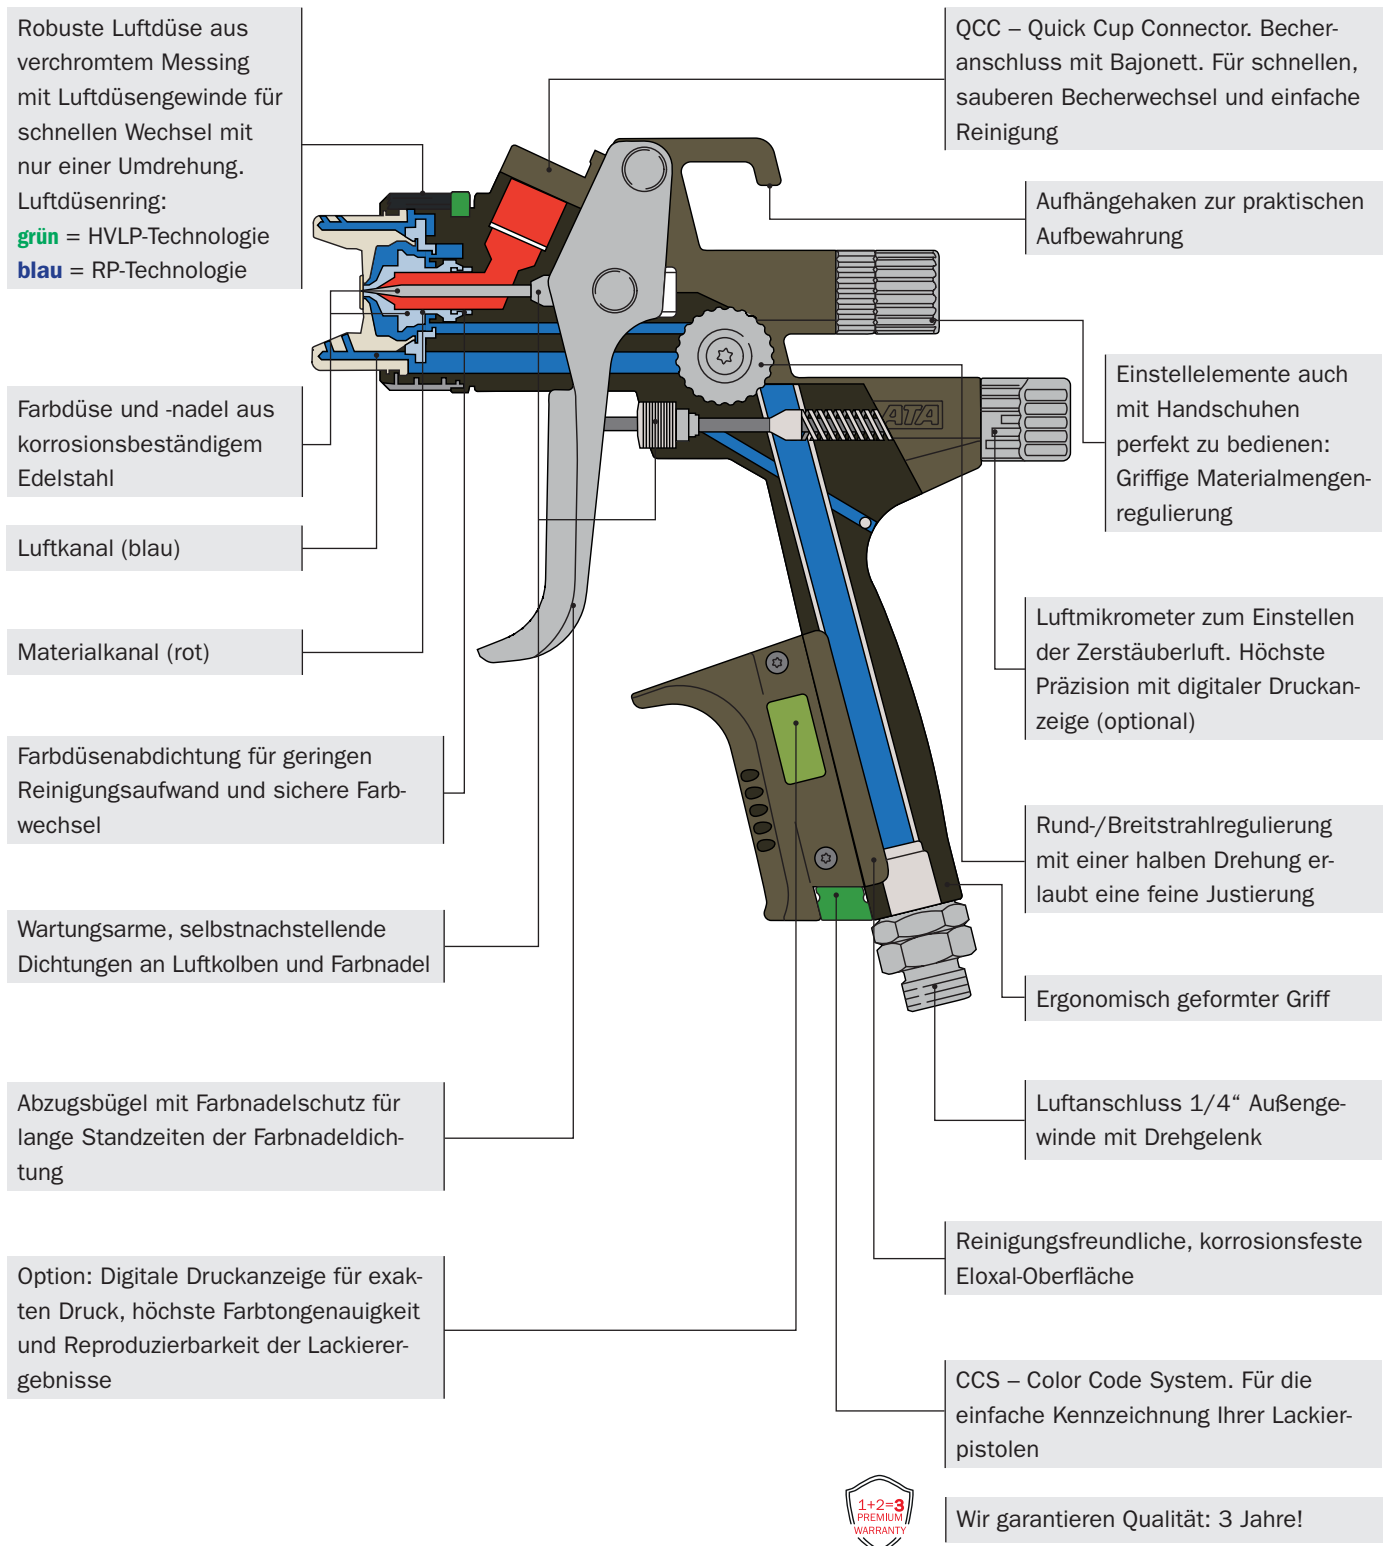 Robuste Luftdüse aus
verchromtem Messing
mit Luftdüsengewinde für
schnellen Wechsel mit
nur einer Umdrehung.
Luftdüsenring:
grün = HVLP-Technologie
blau = RP-Technologie
Farbdüse und -nadel aus
korrosionsbeständigem
Edelstahl
Luftkanal (blau)
Materialkanal (rot)
Farbdüsenabdichtung für geringen
Reinigungsaufwand und sichere Farb-
wechsel
Wartungsarme, selbstnachstellende
Dichtungen an Luftkolben und Farbnadel
Abzugsbügel mit Farbnadelschutz für
lange Standzeiten der Farbnadeldich-
tung
Option: Digitale Druckanzeige für exak-
ten Druck, höchste Farbtongenauigkeit
und Reproduzierbarkeit der Lackierer-
gebnisse
ATA
QCC – Quick Cup Connector. Becher-
anschluss mit Bajonett. Für schnellen,
sauberen Becherwechsel und einfache
Reinigung
Aufhängehaken zur praktischen
Aufbewahrung
Einstellelemente auch
mit Handschuhen
perfekt zu bedienen:
Griffige Materialmengen-
regulierung
Luftmikrometer zum Einstellen
der Zerstäuberluft. Höchste
Präzision mit digitaler Druckan-
zeige (optional)
Rund-/Breitstrahlregulierung
mit einer halben Drehung er-
laubt eine feine Justierung
Ergonomisch geformter Griff
Luftanschluss 1/4“ Außenge-
winde mit Drehgelenk
Reinigungsfreundliche, korrosionsfeste
Eloxal-Oberfläche
CCS – Color Code System. Für die
einfache Kennzeichnung Ihrer Lackier-
pistolen
1+2=3
PREMIUM
WARRANTY
Wir garantieren Qualität: 3 Jahre!